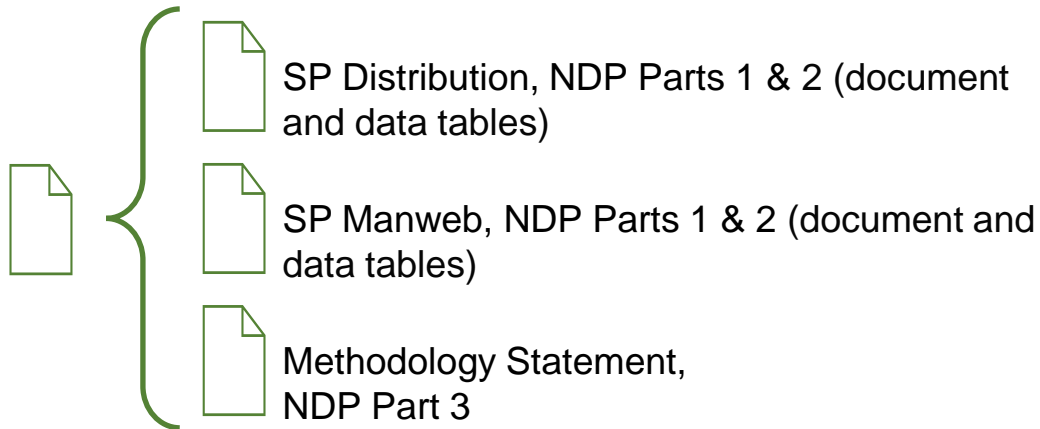 SP Distribution, NDP Parts 1 & 2 (document
and data tables)
SP Manweb, NDP Parts 1 & 2 (document and
data tables)
Methodology Statement,
NDP Part 3